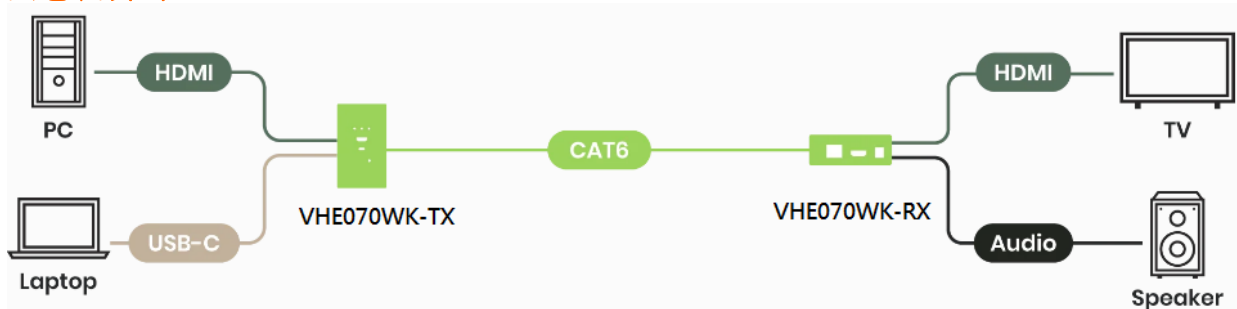 HDMI
PC
USB-C
Laptop
VHE070WK-TX
CAT6
VHE070WK-RX
HDMI
TV
Audio
Speaker